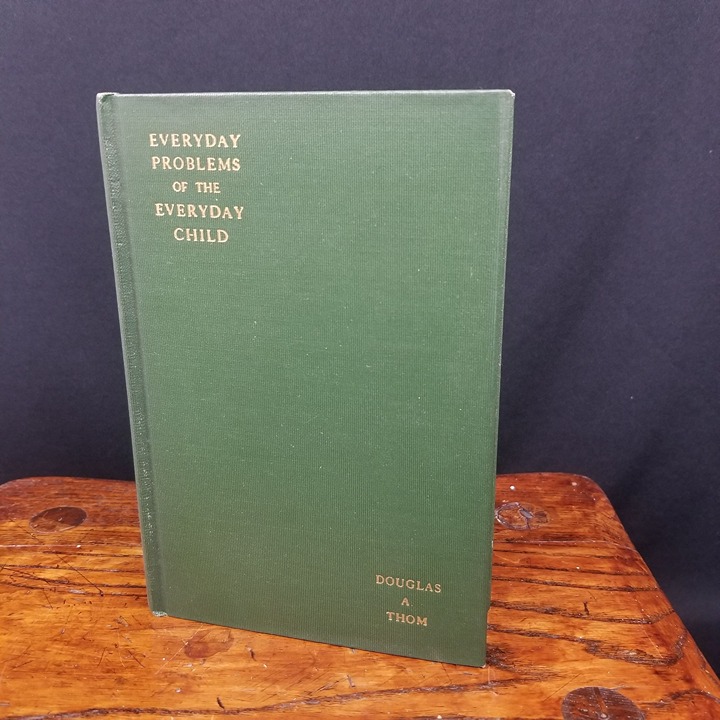 EVERYDAY
PROBLEMS
OF THE
EVERYDAY
CHILD
DOUGLAS
A
THOM